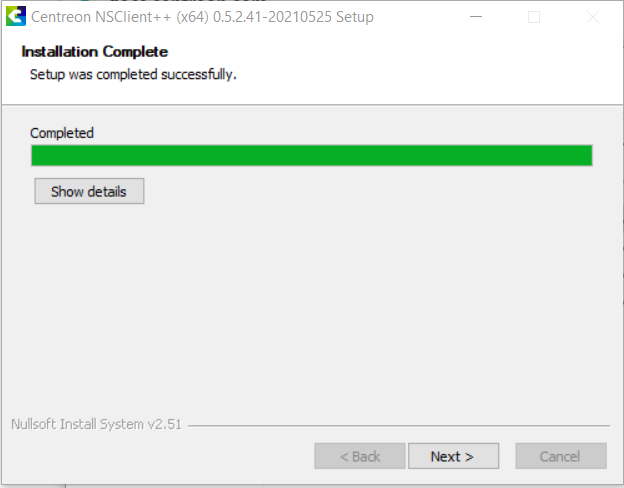 Centreon NSClient++ (x64) 0.5.2.41-20210525 Setup
Installation Complete
Setup was completed successfully.
Completed
Show details
Nullsoft Install System v2.51
< Back
Next >
Cancel